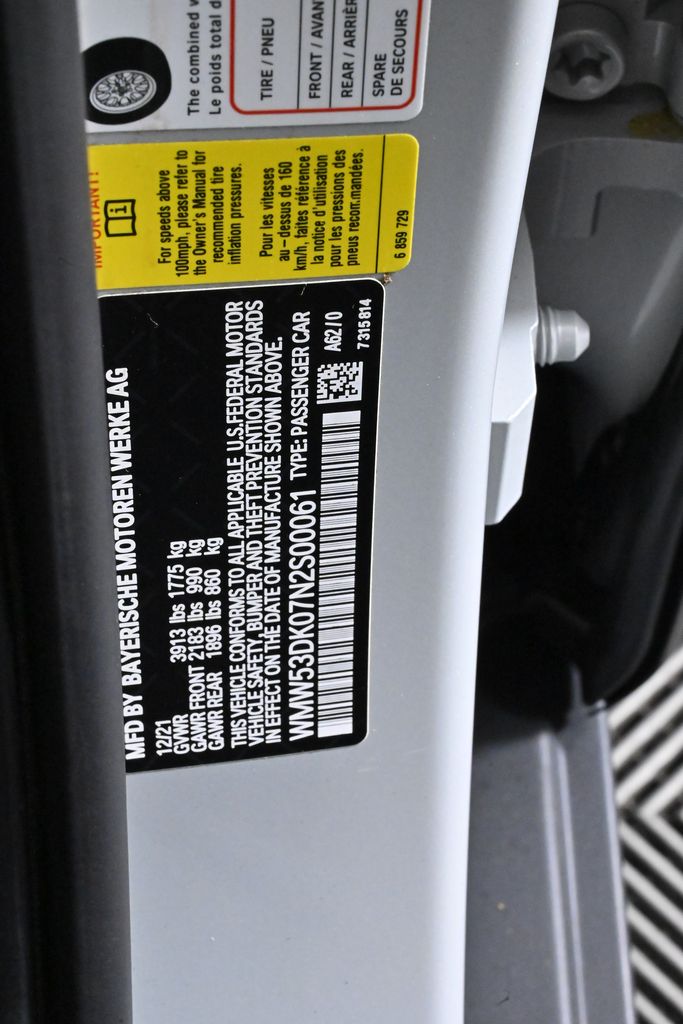 MFD BY BAYERISCHE MOTOREN WERKE AG
12/21
GVWR 3913 lbs 1775 kg
GAWR FRONT 2183 lbs 990 kg
GAWR REAR 1896 lbs 860 kg
THIS VEHICLE CONFORMS TO ALL APPLICABLE U.S.FEDERAL MOTOR
VEHICLE SAFETY, BUMPER AND THEFT PREVENTION STANDARDS
IN EFFECT ON THE DATE OF MANUFACTURE SHOWN ABOVE.
WMW53DK07N2S00061 TYPE: PASSENGER CAR
A62/0
7 315 814
IMPORTANT!
For speeds above
100mph, please refer to
the Owner's Manual for
recommended tire
inflation pressures.
Pour les vitesses
au-dessus de 160
km/h, faites référence à
la notice d'utilisation
pour les pressions des
pneus recommandées.
6 859 729
The combined
Le poids total
TIRE / PNEU
FRONT / AVAN
REAR / ARRIÈR
SPARE
DE SECOURS